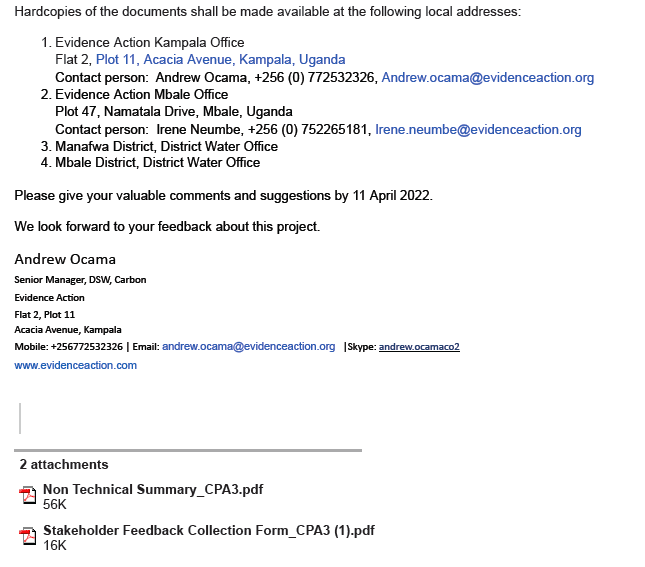 Hardcopies of the documents shall be made available at the following local addresses:
1. Evidence Action Kampala Office
Flat 2, Plot 11, Acacia Avenue, Kampala, Uganda
Contact person:  Andrew Ocama, +256 (0) 772532326, Andrew.ocama@evidenceaction.org
2. Evidence Action Mbale Office
Plot 47, Namatala Drive, Mbale, Uganda
Contact person:  Irene Neumbe, +256 (0) 752265181, Irene.neumbe@evidenceaction.org
3. Manafwa District, District Water Office
4. Mbale District, District Water Office
Please give your valuable comments and suggestions by 11 April 2022.
We look forward to your feedback about this project.
Andrew Ocama
Senior Manager, DSW, Carbon
Evidence Action
Flat 2, Plot 11
Acacia Avenue, Kampala
Mobile: +256772532326 | Email: andrew.ocama@evidenceaction.org  |Skype: andrew.ocamaco2
www.evidenceaction.com
2 attachments
Non Technical Summary_CPA3.pdf
56K
Stakeholder Feedback Collection Form_CPA3 (1).pdf
16K